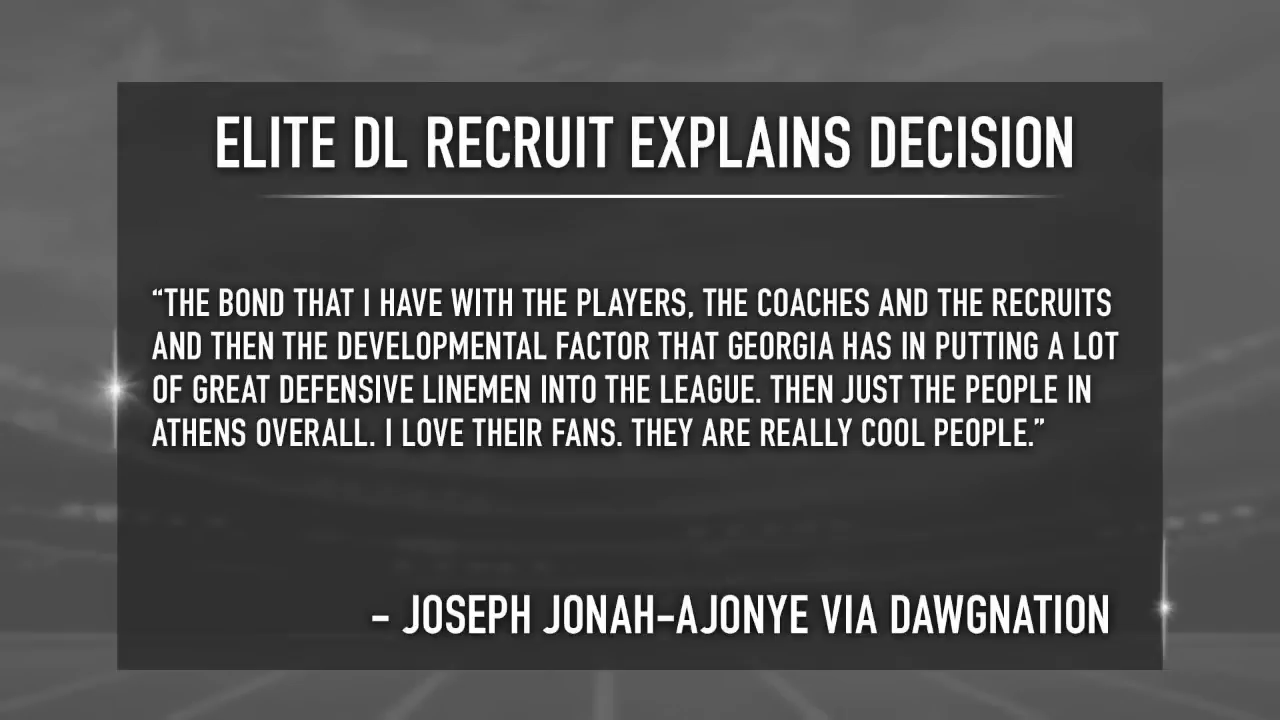 ELITE DL RECRUIT EXPLAINS DECISION
“THE BOND THAT I HAVE WITH THE PLAYERS, THE COACHES AND THE RECRUITS
AND THEN THE DEVELOPMENTAL FACTOR THAT GEORGIA HAS IN PUTTING A LOT
OF GREAT DEFENSIVE LINEMEN INTO THE LEAGUE. THEN JUST THE PEOPLE IN
ATHENS OVERALL. I LOVE THEIR FANS. THEY ARE REALLY COOL PEOPLE.”
- JOSEPH JONAH-AJONYE VIA DAWGNATION